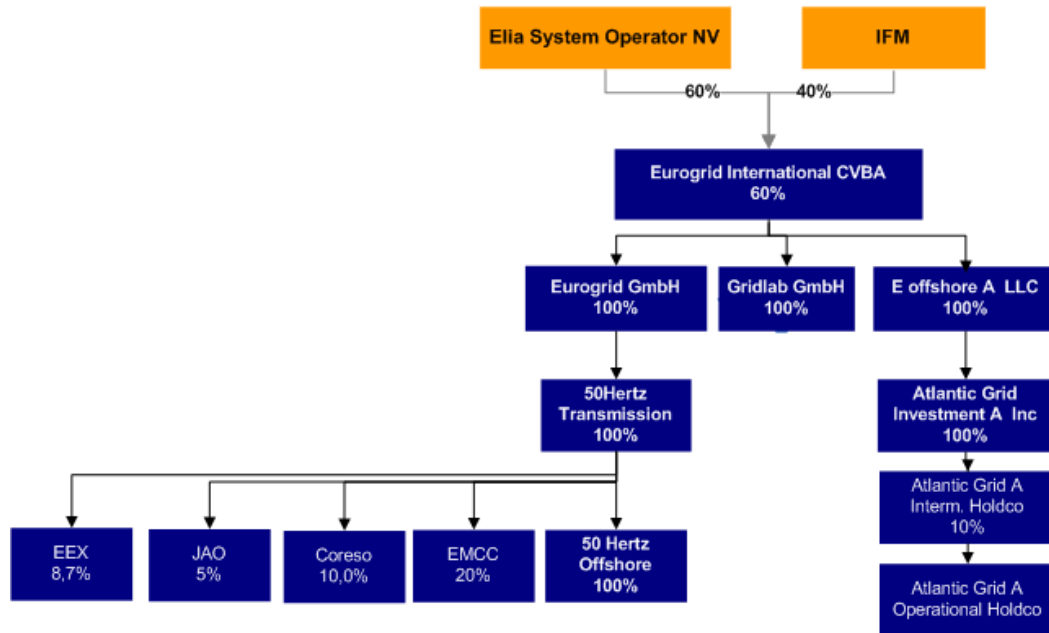 Elia System Operator NV
IFM
60%
40%
Eurogrid International CVBA
60%
Eurogrid GmbH
100%
Gridlab GmbH
100%
E offshore A LLC
100%
50Hertz
Transmission
100%
Atlantic Grid
Investment A Inc
100%
Atlantic Grid A
Interm. Holdco
10%
EEX
8,7%
JAO
5%
Coreso
10,0%
EMCC
20%
50 Hertz
Offshore
100%
Atlantic Grid A
Operational Holdco